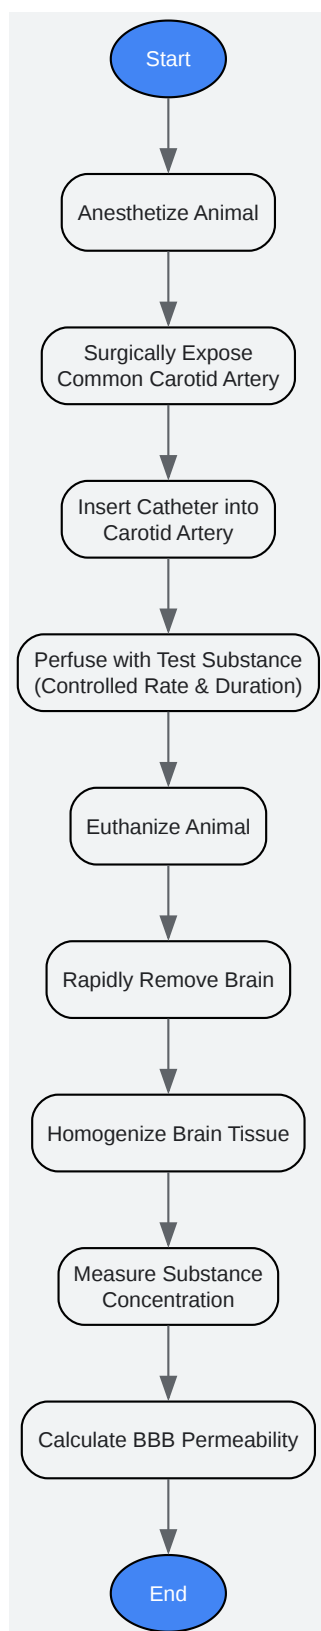 Start
Anesthetize Animal
Surgically Expose
Common Carotid Artery
Insert Catheter into
Carotid Artery
Perfuse with Test Substance
(Controlled Rate & Duration)
Euthanize Animal
Rapidly Remove Brain
Homogenize Brain Tissue
Measure Substance
Concentration
Calculate BBB Permeability
End